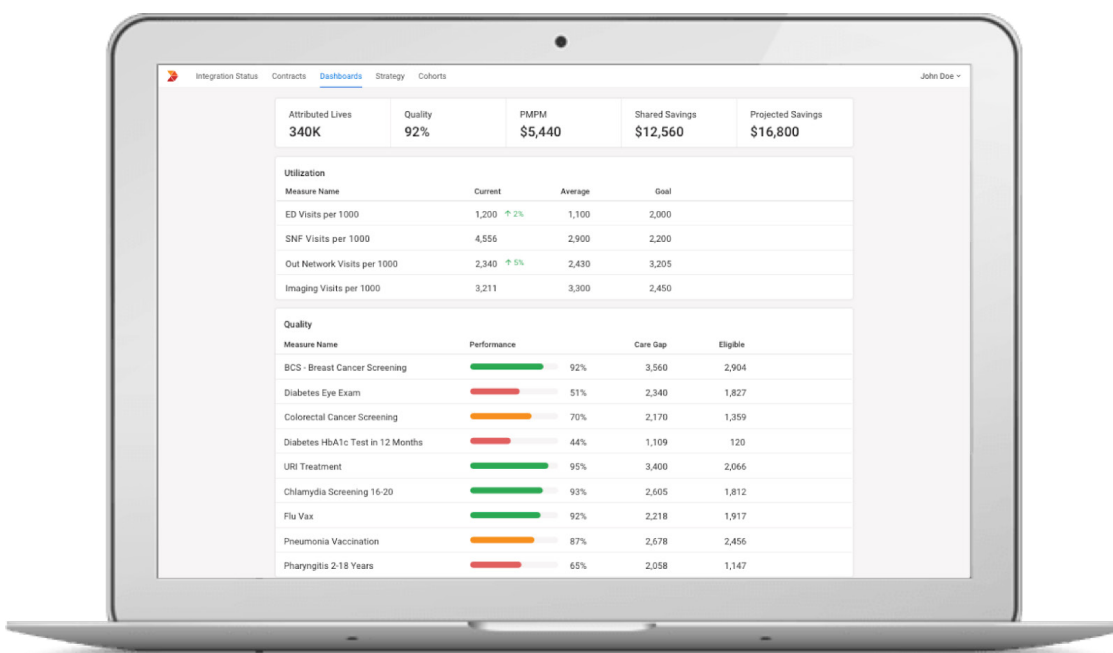 Integration Status Contracts Dashboards Strategy Cohorts John Doe
Attributed Lives Quality PMPM Shared Savings Projected Savings
340K 92% $5,440 $12,560 $16,800
Utilization
Measure Name Current Average Goal
ED Visits per 1000 1,200 ↑ 2% 1,100 2,000
SNF Visits per 1000 4,556 2,900 2,200
Out Network Visits per 1000 2,340 ↑ 5% 2,430 3,205
Imaging Visits per 1000 3,211 3,300 2,450
Quality
Measure Name Performance Care Gap Eligible
BCS - Breast Cancer Screening 92% 3,560 2,904
Diabetes Eye Exam 51% 2,340 1,827
Colorectal Cancer Screening 70% 2,170 1,359
Diabetes HbA1c Test in 12 Months 44% 1,109 120
URI Treatment 95% 3,400 2,066
Chlamydia Screening 16-20 93% 2,605 1,812
Flu Vax 92% 2,218 1,917
Pneumonia Vaccination 87% 2,678 2,456
Pharyngitis 2-18 Years 65% 2,058 1,147